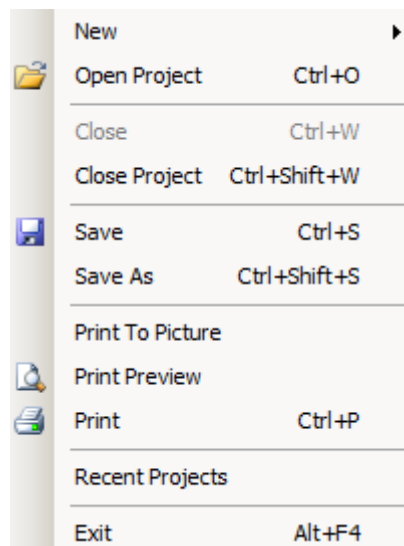 New
Open Project Ctrl+O
Close Ctrl+W
Close Project Ctrl+Shift+W
Save Ctrl+S
Save As Ctrl+Shift+S
Print To Picture
Print Preview
Print Ctrl+P
Recent Projects
Exit Alt+F4